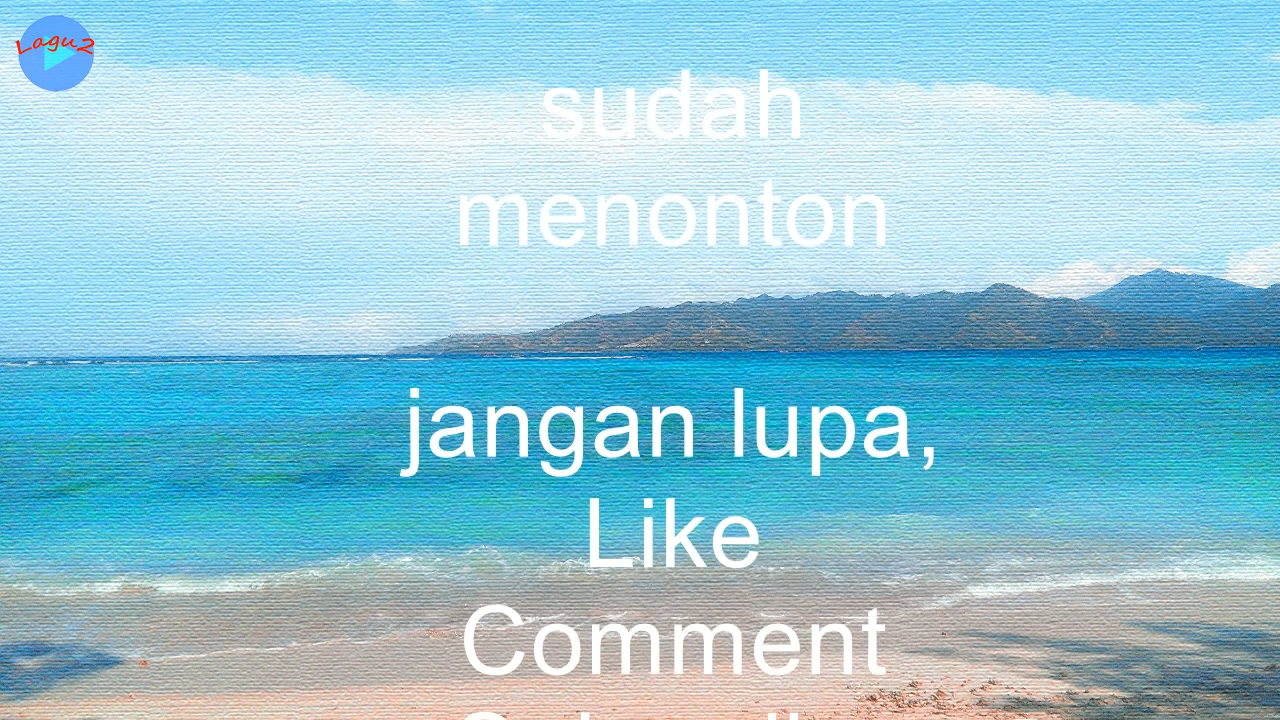 Lagu2
sudah
menonton
jangan lupa,
Like
Comment